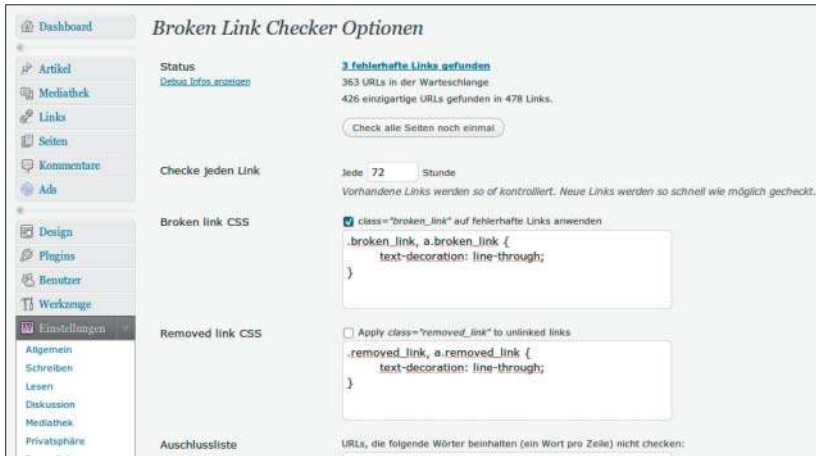 Dashboard
Artikel
Mediathek
Links
Seiten
Kommentare
Ads
Design
Plugins
Benutzer
Werkzeuge
Einstellungen
Allgemein
Schreiben
Lesen
Diskussion
Mediathek
Privatsphäre
Broken Link Checker Optionen
Status
Debug Infos anzeigen
3 fehlerhafte Links gefunden
363 URLs in der Warteschlange
426 einzigartige URLs gefunden in 478 Links.
Check alle Seiten noch einmal
Checke jeden Link
Jede 72 Stunde
Vorhandene Links werden so of kontrolliert. Neue Links werden so schnell wie möglich gecheckt.
Broken link CSS
class="broken_link" auf fehlerhafte Links anwenden
.broken_link, a.broken_link {
text-decoration: line-through;
}
Removed link CSS
Apply class="removed_link" to unlinked links
.removed_link, a.removed_link {
text-decoration: line-through;
}
Auschlussliste
URLs, die folgende Wörter beinhalten (ein Wort pro Zeile) nicht checken: